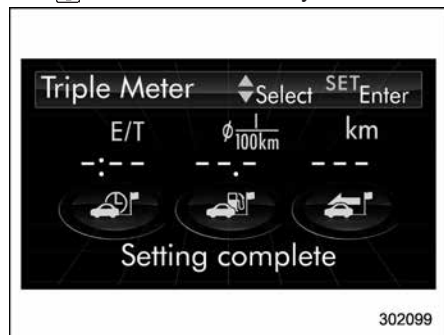 Triple Meter Select SET Enter
E/T ø l/100km km
--:-- --.- ---
Setting complete
302099